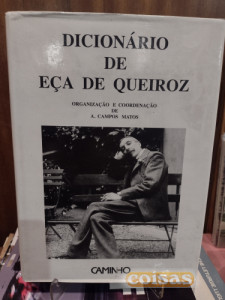 DICIONÁRIO
DE
EÇA DE QUEIROZ
ORGANIZAÇÃO E COORDENAÇÃO
DE
A. CAMPOS MATOS
CAMINHO
coisas